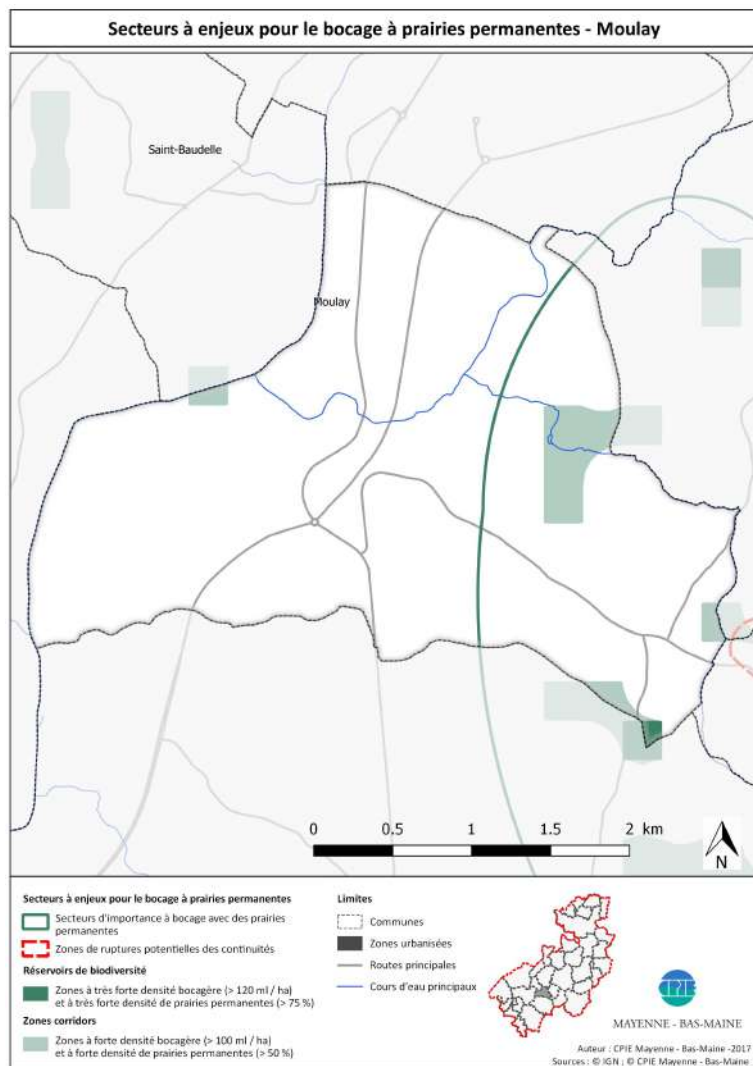 Secteurs à enjeux pour le bocage à prairies permanentes - Moulay
Saint-Baudelle
Moulay
0 0.5 1 1.5 2 km
N
Secteurs à enjeux pour le bocage à prairies permanentes
Secteurs d'importance à bocage avec des prairies
permanentes
Zones de ruptures potentielles des continuités
Réservoirs de biodiversité
Zones à très forte densité bocagère (> 120 ml / ha)
et à très forte densité de prairies permanentes (> 75 %)
Zones corridors
Zones à forte densité bocagère (> 100 ml / ha)
et à forte densité de prairies permanentes (> 50 %)
Limites
Communes
Zones urbanisées
Routes principales
Cours d'eau principaux
CPIE
MAYENNE - BAS-MAINE
Auteur : CPIE Mayenne - Bas-Maine -2017
Sources : © IGN ; © CPIE Mayenne - Bas-Maine